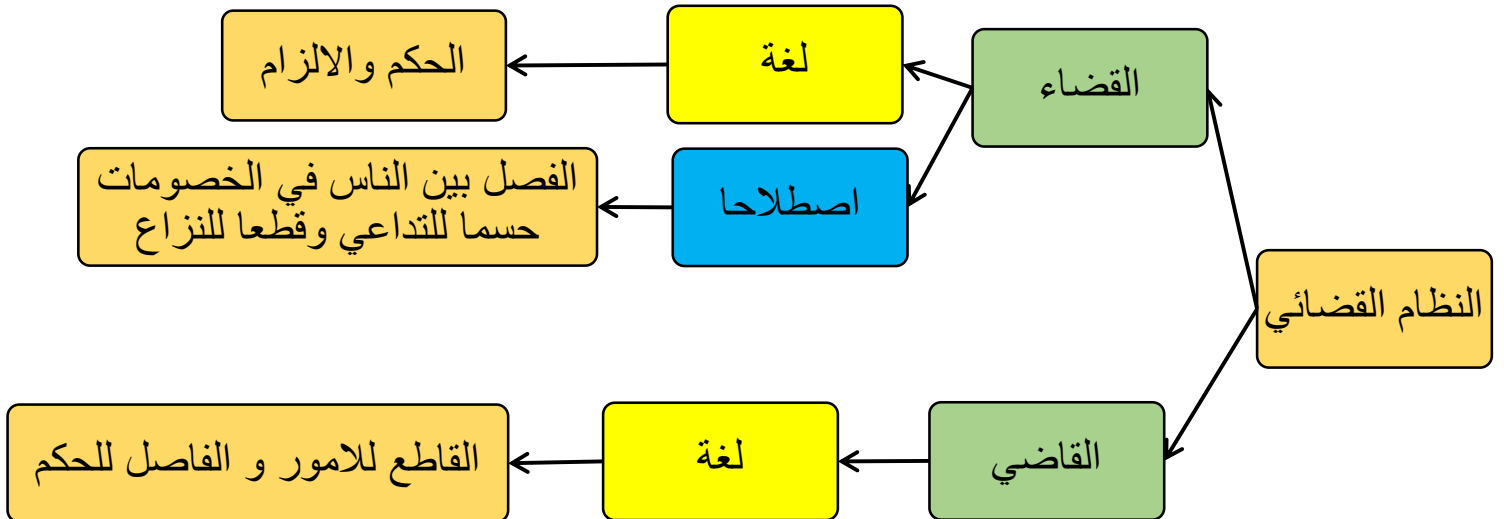 النظام القضائي
القضاء
لغة
الحكم والالزام
اصطلاحا
الفصل بين الناس في الخصومات
حسما للتداعي وقطعا للنزاع
القاضي
لغة
القاطع للامور و الفاصل للحكم